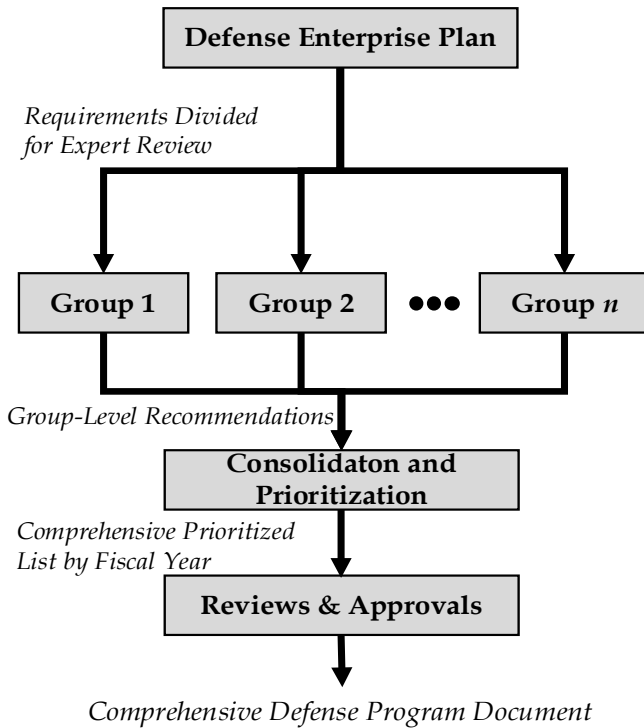 Defense Enterprise Plan
Requirements Divided
for Expert Review
Group 1
Group 2
Group n
Group-Level Recommendations
Consolidaton and
Prioritization
Comprehensive Prioritized
List by Fiscal Year
Reviews & Approvals
Comprehensive Defense Program Document